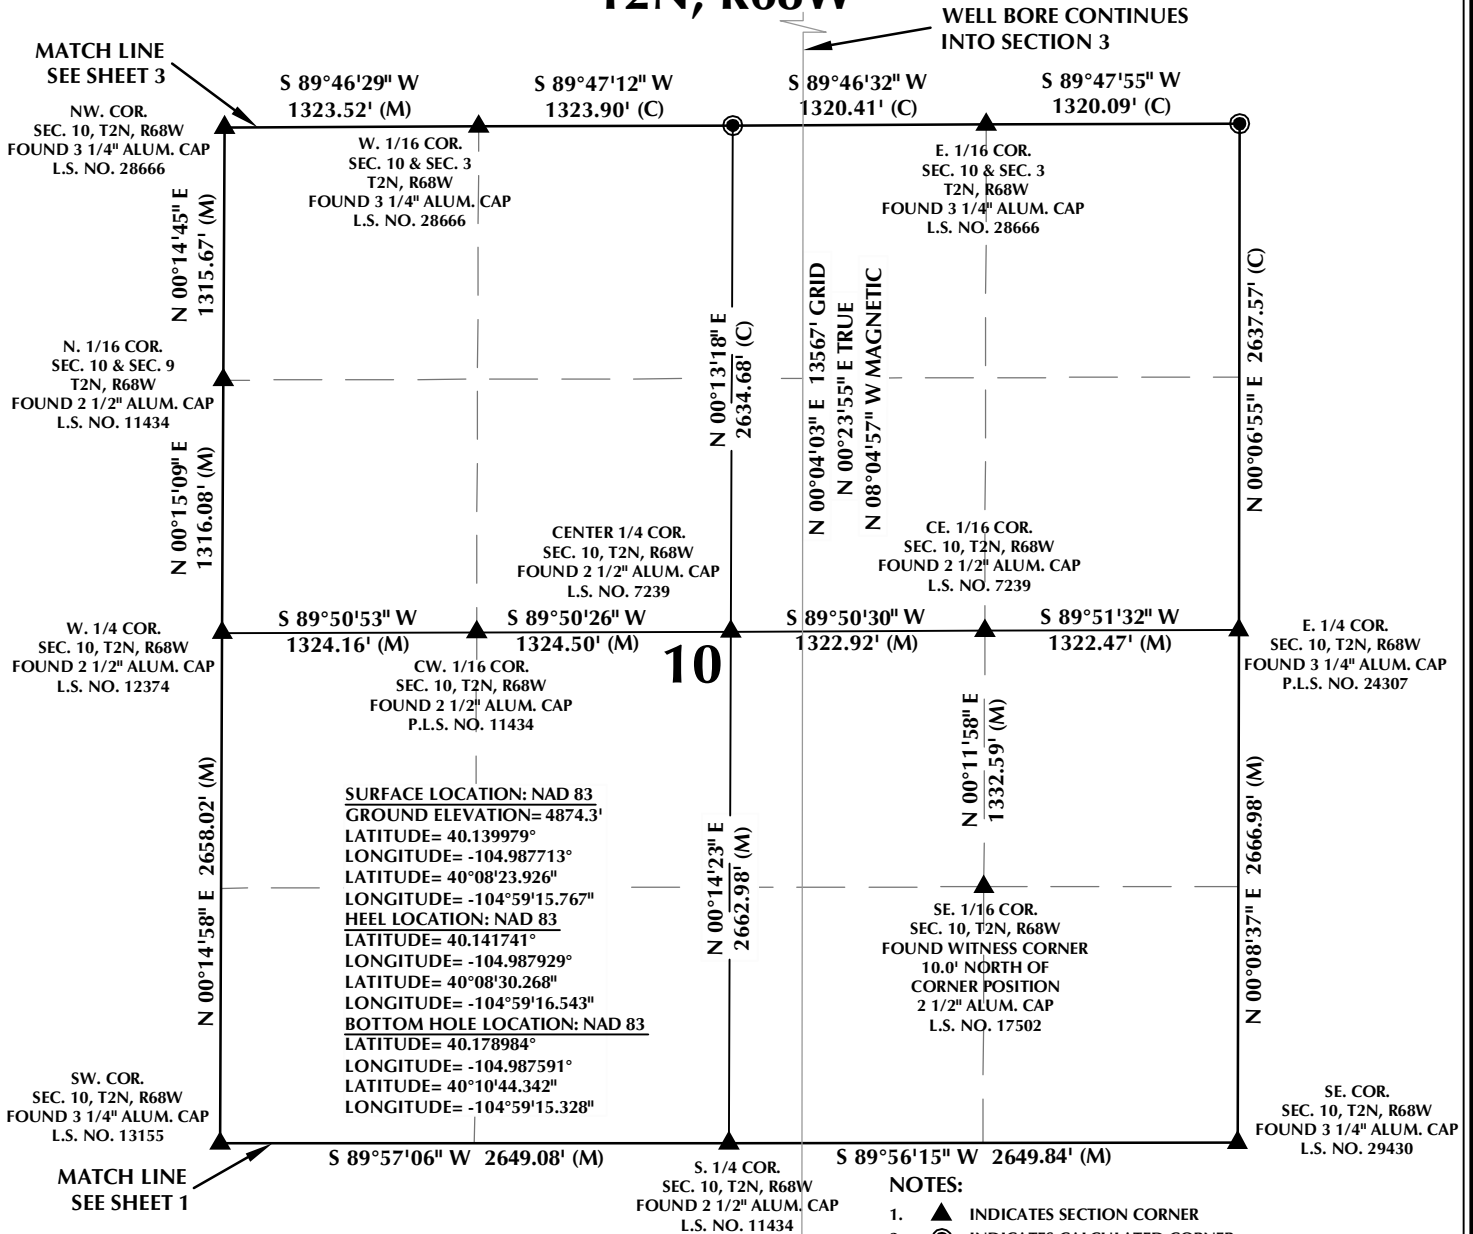 T2N, R68W
WELL BORE CONTINUES
INTO SECTION 3
MATCH LINE
SEE SHEET 3
S 89°46'29" W
1323.52' (M)
S 89°47'12" W
1323.90' (C)
S 89°46'32" W
1320.41' (C)
S 89°47'55" W
1320.09' (C)
NW. COR.
SEC. 10, T2N, R68W
FOUND 3 1/4" ALUM. CAP
L.S. NO. 28666
W. 1/16 COR.
SEC. 10 & SEC. 3
T2N, R68W
FOUND 3 1/4" ALUM. CAP
L.S. NO. 28666
E. 1/16 COR.
SEC. 10 & SEC. 3
T2N, R68W
FOUND 3 1/4" ALUM. CAP
L.S. NO. 28666
N 00°14'45" E
1315.67' (M)
N 00°13'18" E
2634.68' (C)
N 00°04'03" E 13567' GRID
N 00°23'55" E TRUE
N 08°04'57" W MAGNETIC
N 00°06'55" E 2637.57' (C)
N. 1/16 COR.
SEC. 10 & SEC. 9
T2N, R68W
FOUND 2 1/2" ALUM. CAP
L.S. NO. 11434
N 00°15'09" E
1316.08' (M)
CENTER 1/4 COR.
SEC. 10, T2N, R68W
FOUND 2 1/2" ALUM. CAP
L.S. NO. 7239
CE. 1/16 COR.
SEC. 10, T2N, R68W
FOUND 2 1/2" ALUM. CAP
L.S. NO. 7239
W. 1/4 COR.
SEC. 10, T2N, R68W
FOUND 2 1/2" ALUM. CAP
L.S. NO. 12374
S 89°50'53" W
1324.16' (M)
S 89°50'26" W
1324.50' (M)
S 89°50'30" W
1322.92' (M)
S 89°51'32" W
1322.47' (M)
E. 1/4 COR.
SEC. 10, T2N, R68W
FOUND 3 1/4" ALUM. CAP
P.L.S. NO. 24307
10
CW. 1/16 COR.
SEC. 10, T2N, R68W
FOUND 2 1/2" ALUM. CAP
P.L.S. NO. 11434
N 00°14'58" E 2658.02' (M)
N 00°14'23" E
2662.98' (M)
N 00°11'58" E
1332.59' (M)
N 00°08'37" E 2666.98' (M)
SURFACE LOCATION: NAD 83
GROUND ELEVATION= 4874.3'
LATITUDE= 40.139979°
LONGITUDE= -104.987713°
LATITUDE= 40°08'23.926"
LONGITUDE= -104°59'15.767"
HEEL LOCATION: NAD 83
LATITUDE= 40.141741°
LONGITUDE= -104.987929°
LATITUDE= 40°08'30.268"
LONGITUDE= -104°59'16.543"
BOTTOM HOLE LOCATION: NAD 83
LATITUDE= 40.178984°
LONGITUDE= -104.987591°
LATITUDE= 40°10'44.342"
LONGITUDE= -104°59'15.328"
SE. 1/16 COR.
SEC. 10, T2N, R68W
FOUND WITNESS CORNER
10.0' NORTH OF
CORNER POSITION
2 1/2" ALUM. CAP
L.S. NO. 17502
SW. COR.
SEC. 10, T2N, R68W
FOUND 3 1/4" ALUM. CAP
L.S. NO. 13155
SE. COR.
SEC. 10, T2N, R68W
FOUND 3 1/4" ALUM. CAP
L.S. NO. 29430
MATCH LINE
SEE SHEET 1
S 89°57'06" W 2649.08' (M)
S 89°56'15" W 2649.84' (M)
S. 1/4 COR.
SEC. 10, T2N, R68W
FOUND 2 1/2" ALUM. CAP
L.S. NO. 11434
NOTES:
1. INDICATES SECTION CORNER
2. INDICATES CALCULATED CORNER